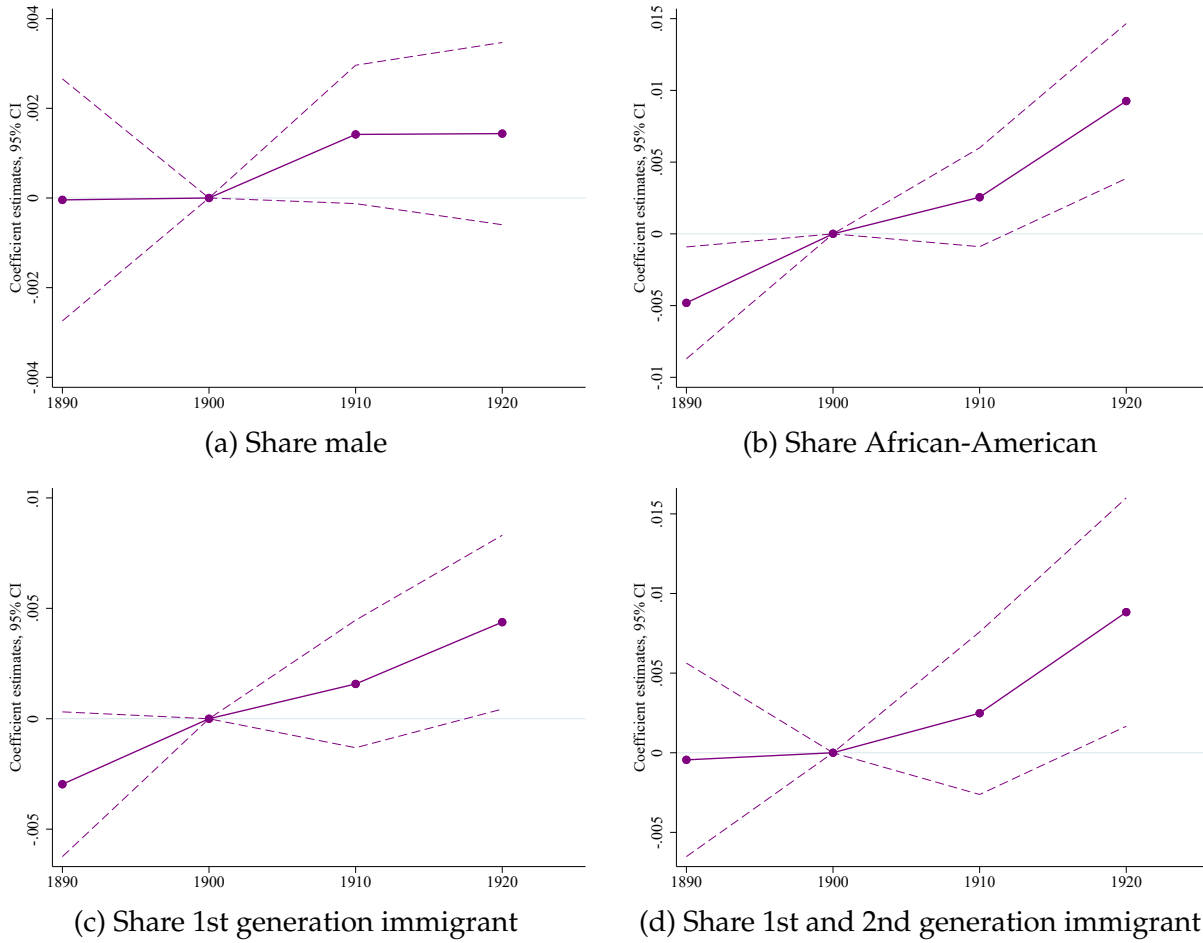 Coefficient estimates, 95% CI
.004
.002
0
-.002
-.004
1890 1900 1910 1920
(a) Share male
Coefficient estimates, 95% CI
.015
.01
.005
0
-.005
-.01
1890 1900 1910 1920
(b) Share African-American
Coefficient estimates, 95% CI
.01
.005
0
-.005
1890 1900 1910 1920
(c) Share 1st generation immigrant
Coefficient estimates, 95% CI
.015
.01
.005
0
-.005
1890 1900 1910 1920
(d) Share 1st and 2nd generation immigrant